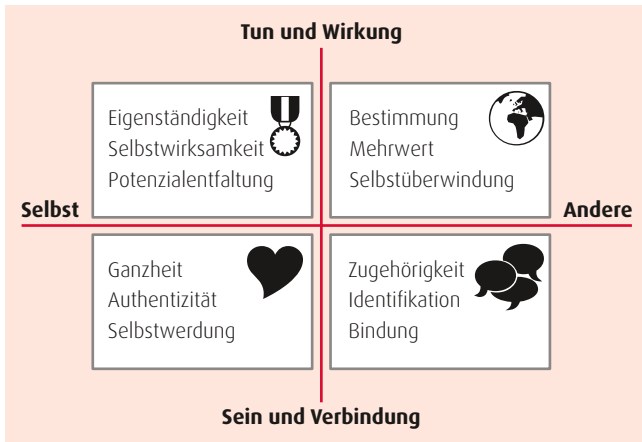 Tun und Wirkung
Eigenständigkeit
Selbstwirksamkeit
Potenzialentfaltung
Bestimmung
Mehrwert
Selbstüberwindung
Selbst
Andere
Ganzheit
Authentizität
Selbstwerdung
Zugehörigkeit
Identifikation
Bindung
Sein und Verbindung